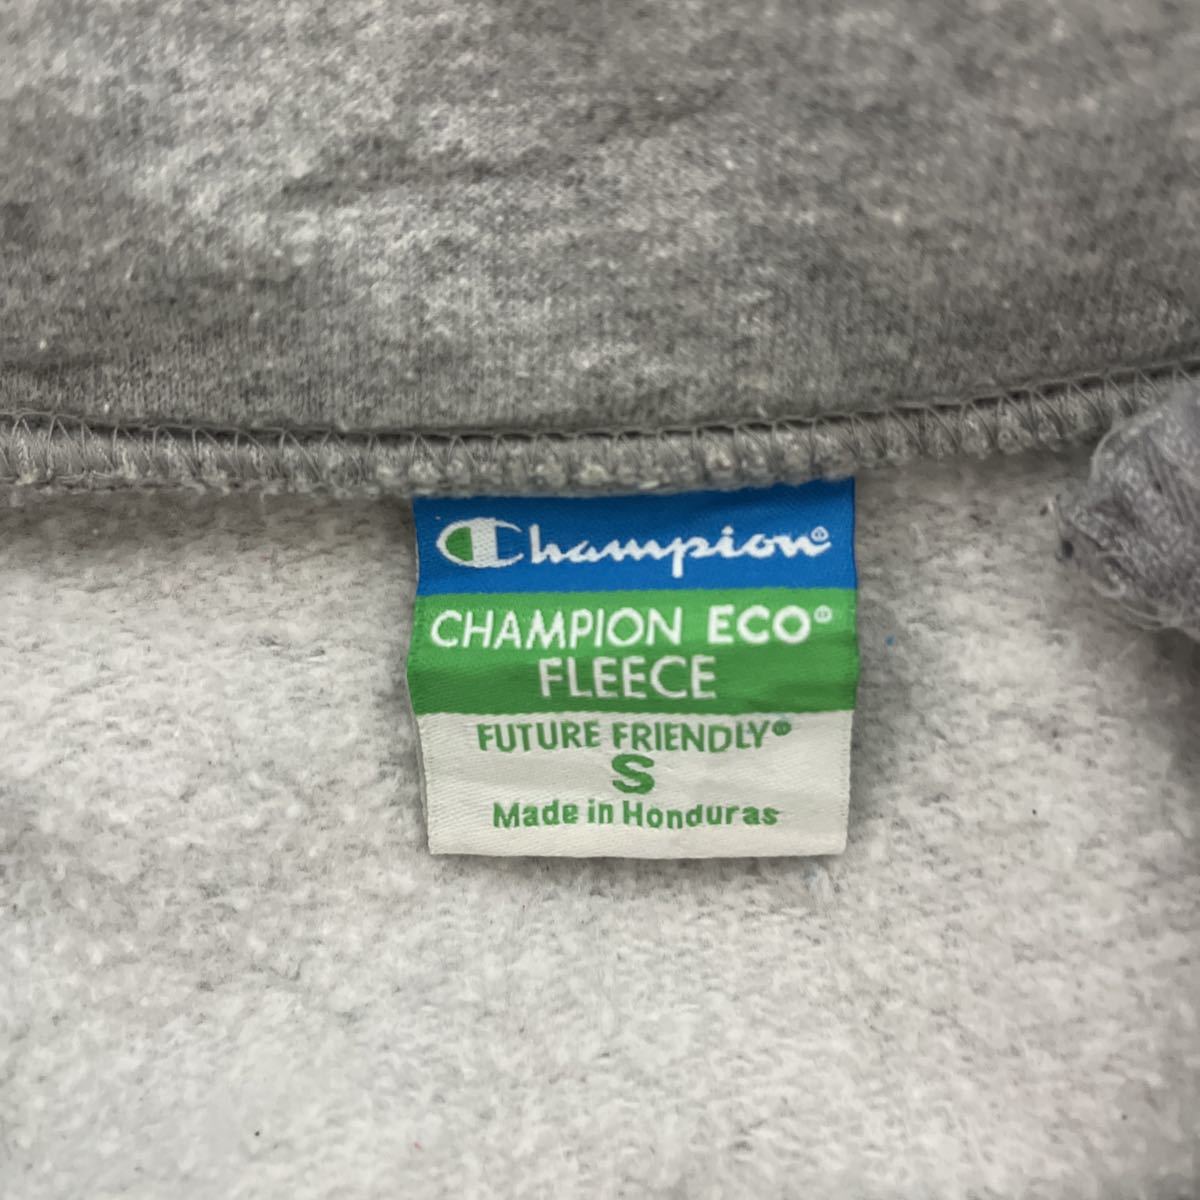 Champion®
CHAMPION ECO®
FLEECE
FUTURE FRIENDLY®
S
Made in Honduras